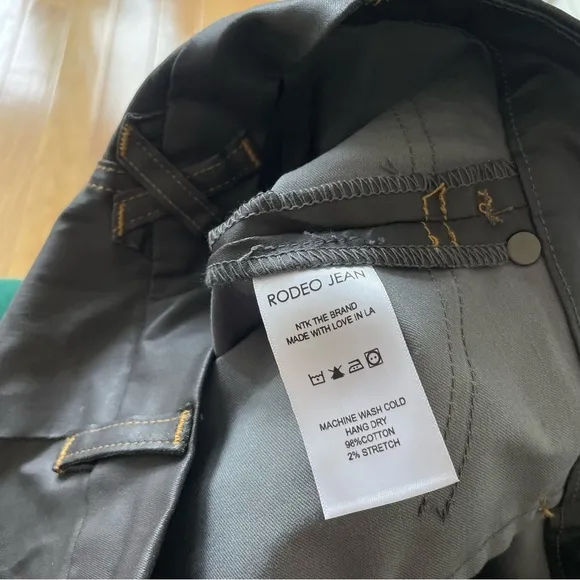 RODEO JEAN
NTK THE BRAND
MADE WITH LOVE IN LA
MACHINE WASH COLD
HANG DRY
98%COTTON
2% STRETCH